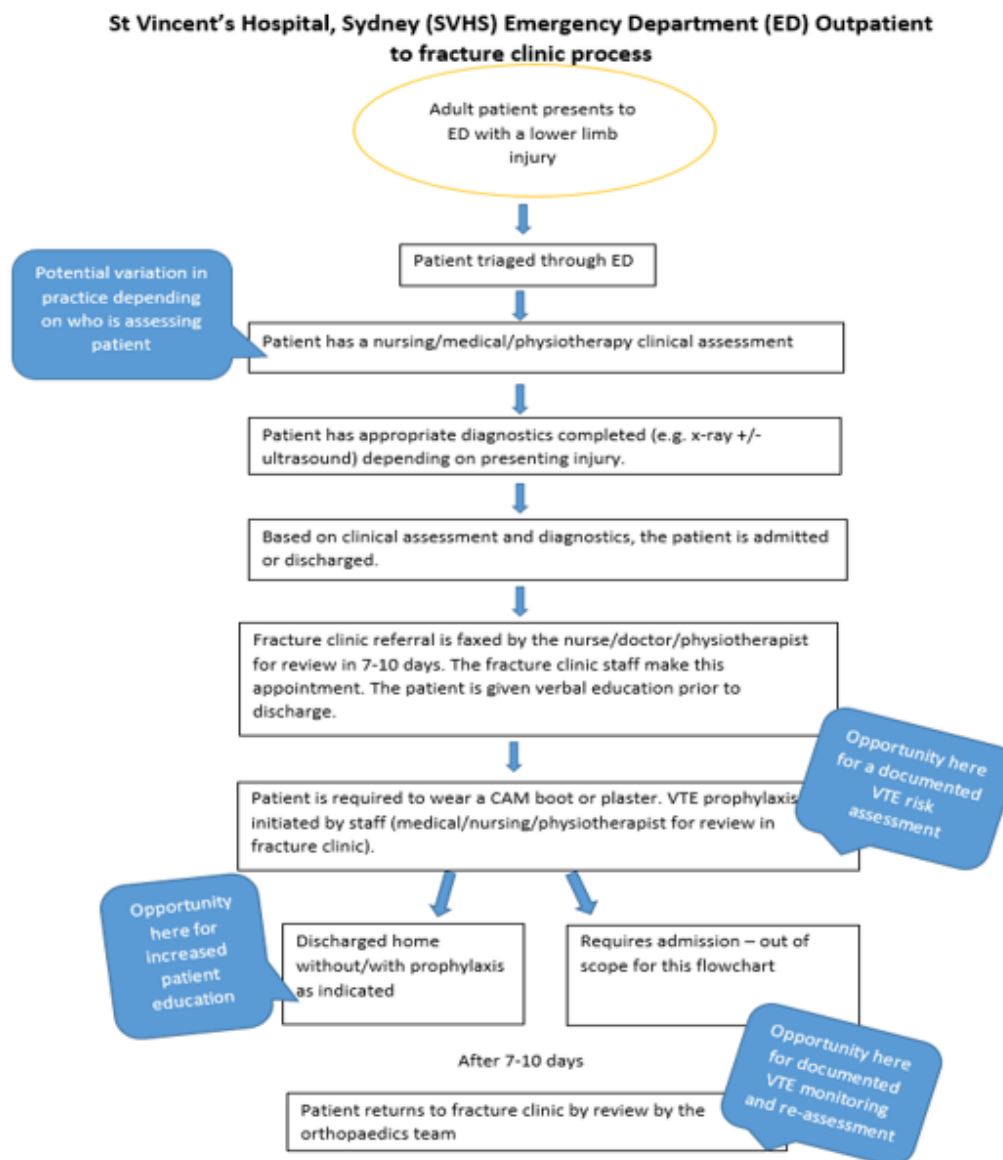 St Vincent's Hospital, Sydney (SVHS) Emergency Department (ED) Outpatient
to fracture clinic process
Adult patient presents to
ED with a lower limb
injury
Patient triaged through ED
Potential variation in
practice depending
on who is assessing
patient
Patient has a nursing/medical/physiotherapy clinical assessment
Patient has appropriate diagnostics completed (e.g. x-ray +/-
ultrasound) depending on presenting injury.
Based on clinical assessment and diagnostics, the patient is admitted
or discharged.
Fracture clinic referral is faxed by the nurse/doctor/physiotherapist
for review in 7-10 days. The fracture clinic staff make this
appointment. The patient is given verbal education prior to
discharge.
Opportunity here
for a documented
VTE risk
assessment
Patient is required to wear a CAM boot or plaster. VTE prophylaxis
initiated by staff (medical/nursing/physiotherapist for review in
fracture clinic).
Opportunity
here for
increased
patient
education
Discharged home
without/with prophylaxis
as indicated
Requires admission – out of
scope for this flowchart
After 7-10 days
Opportunity here
for documented
VTE monitoring
and re-assessment
Patient returns to fracture clinic by review by the
orthopaedics team